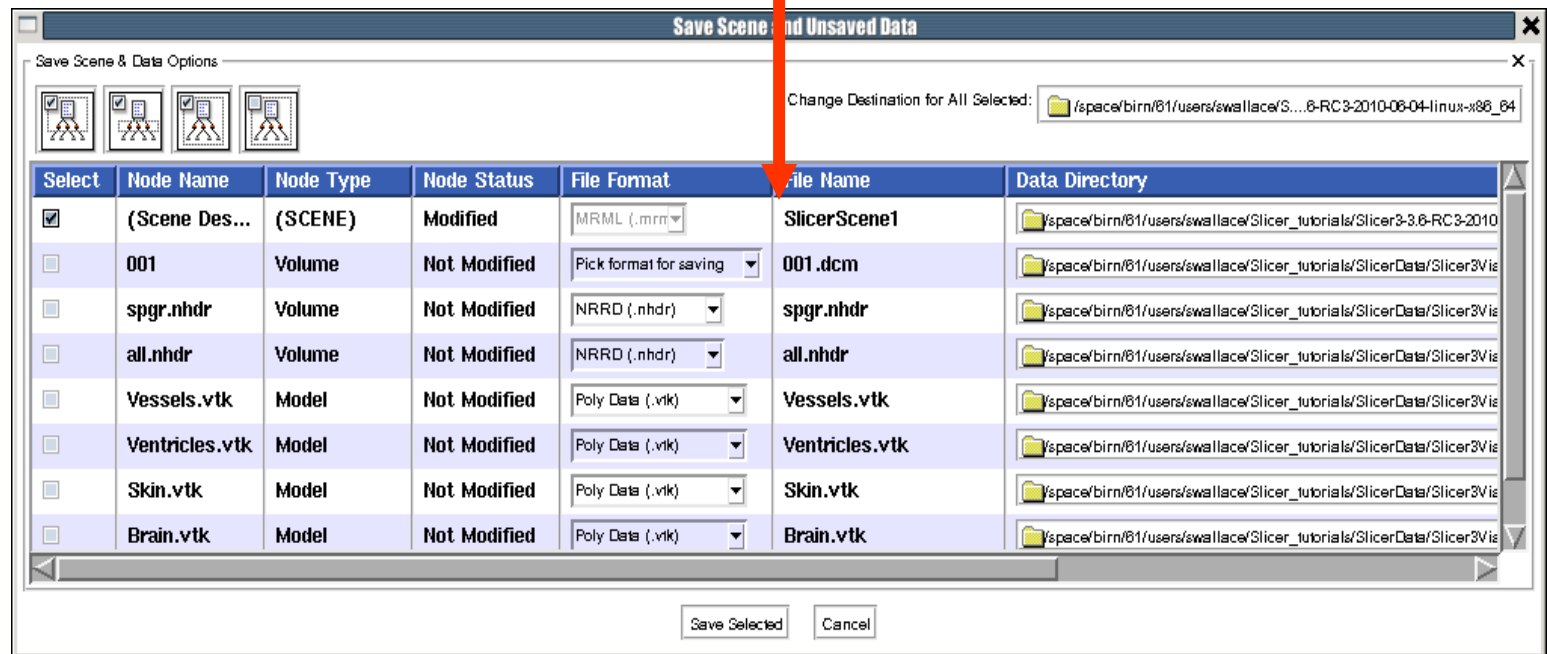 Save Scene and Unsaved Data
Save Scene & Data Options
Change Destination for All Selected: /space/birn/61/users/swallace/S....6-RC3-2010-06-04-linux-x86_64
Select Node Name Node Type Node Status File Format File Name Data Directory
(Scene Des... (SCENE) Modified MRML (.mrm SlicerScene1 /space/birn/61/users/swallace/Slicer_tutorials/Slicer3-3.6-RC3-2010
001 Volume Not Modified Pick format for saving 001.dcm /space/birn/61/users/swallace/Slicer_tutorials/SlicerData/Slicer3Vis
spgr.nhdr Volume Not Modified NRRD (.nhdr) spgr.nhdr /space/birn/61/users/swallace/Slicer_tutorials/SlicerData/Slicer3Vis
all.nhdr Volume Not Modified NRRD (.nhdr) all.nhdr /space/birn/61/users/swallace/Slicer_tutorials/SlicerData/Slicer3Vis
Vessels.vtk Model Not Modified Poly Data (.vtk) Vessels.vtk /space/birn/61/users/swallace/Slicer_tutorials/SlicerData/Slicer3Vis
Ventricles.vtk Model Not Modified Poly Data (.vtk) Ventricles.vtk /space/birn/61/users/swallace/Slicer_tutorials/SlicerData/Slicer3Vis
Skin.vtk Model Not Modified Poly Data (.vtk) Skin.vtk /space/birn/61/users/swallace/Slicer_tutorials/SlicerData/Slicer3Vis
Brain.vtk Model Not Modified Poly Data (.vtk) Brain.vtk /space/birn/61/users/swallace/Slicer_tutorials/SlicerData/Slicer3Vis
Save Selected Cancel